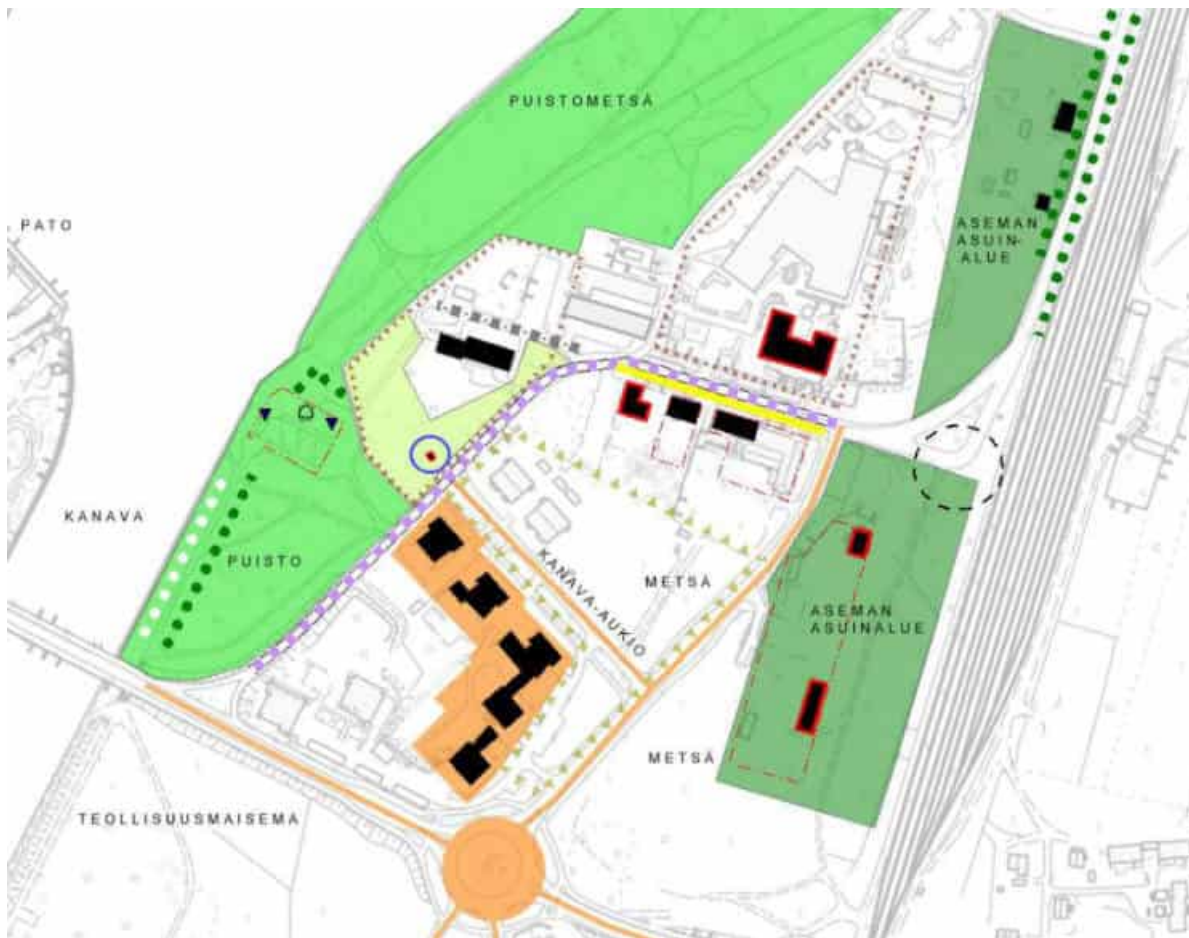 PUISTOMETSÄ
PATO
ASEMAN
ASUIN-
ALUE
KANAVA
PUISTO
KANAVA-AUKIO
METSÄ
ASEMAN
ASUINALUE
METSÄ
TEOLLISUUSMAISEMA